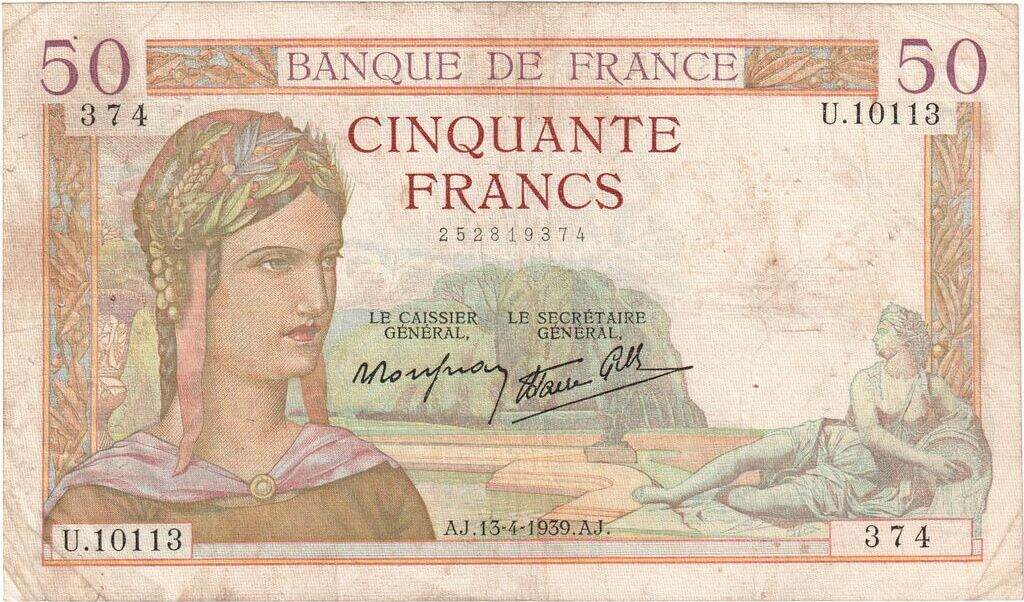 50 BANQUE DE FRANCE 50
374 U.10113
CINQUANTE
FRANCS
252819374
LE CAISSIER LE SECRÉTAIRE
GÉNÉRAL, GÉNÉRAL,
U.10113 AJ.13-4-1939.AJ. 374